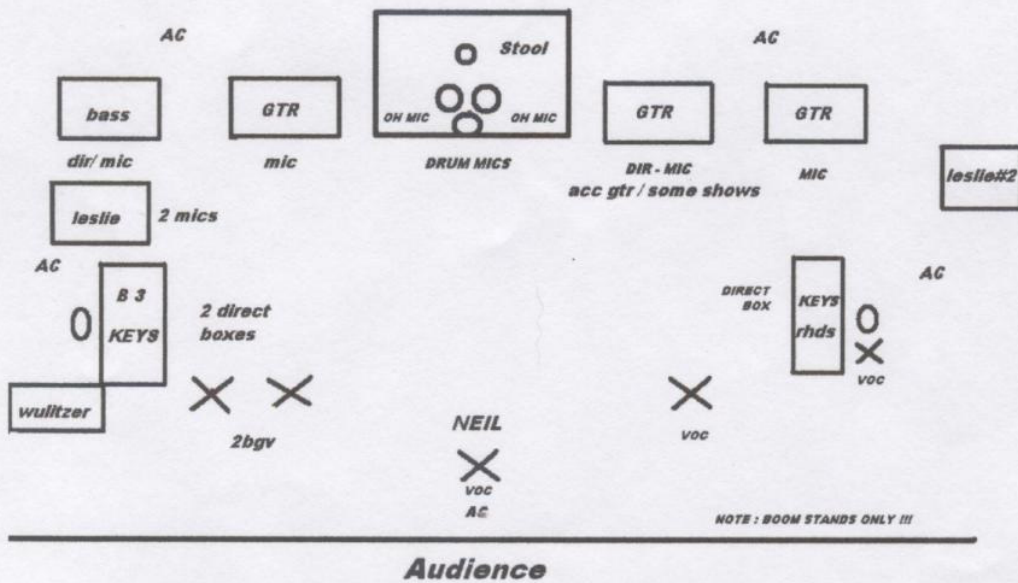 AC
AC
Stool
bass
GTR
OH MIC
OH MIC
GTR
GTR
dir/ mic
mic
DRUM MICS
DIR - MIC
acc gtr / some shows
MIC
leslie#2
leslie
2 mics
AC
B 3
KEYS
2 direct
boxes
DIRECT
BOX
KEYS
rhds
AC
voc
wulitzer
2bgv
NEIL
voc
AC
voc
NOTE : BOOM STANDS ONLY !!!
Audience